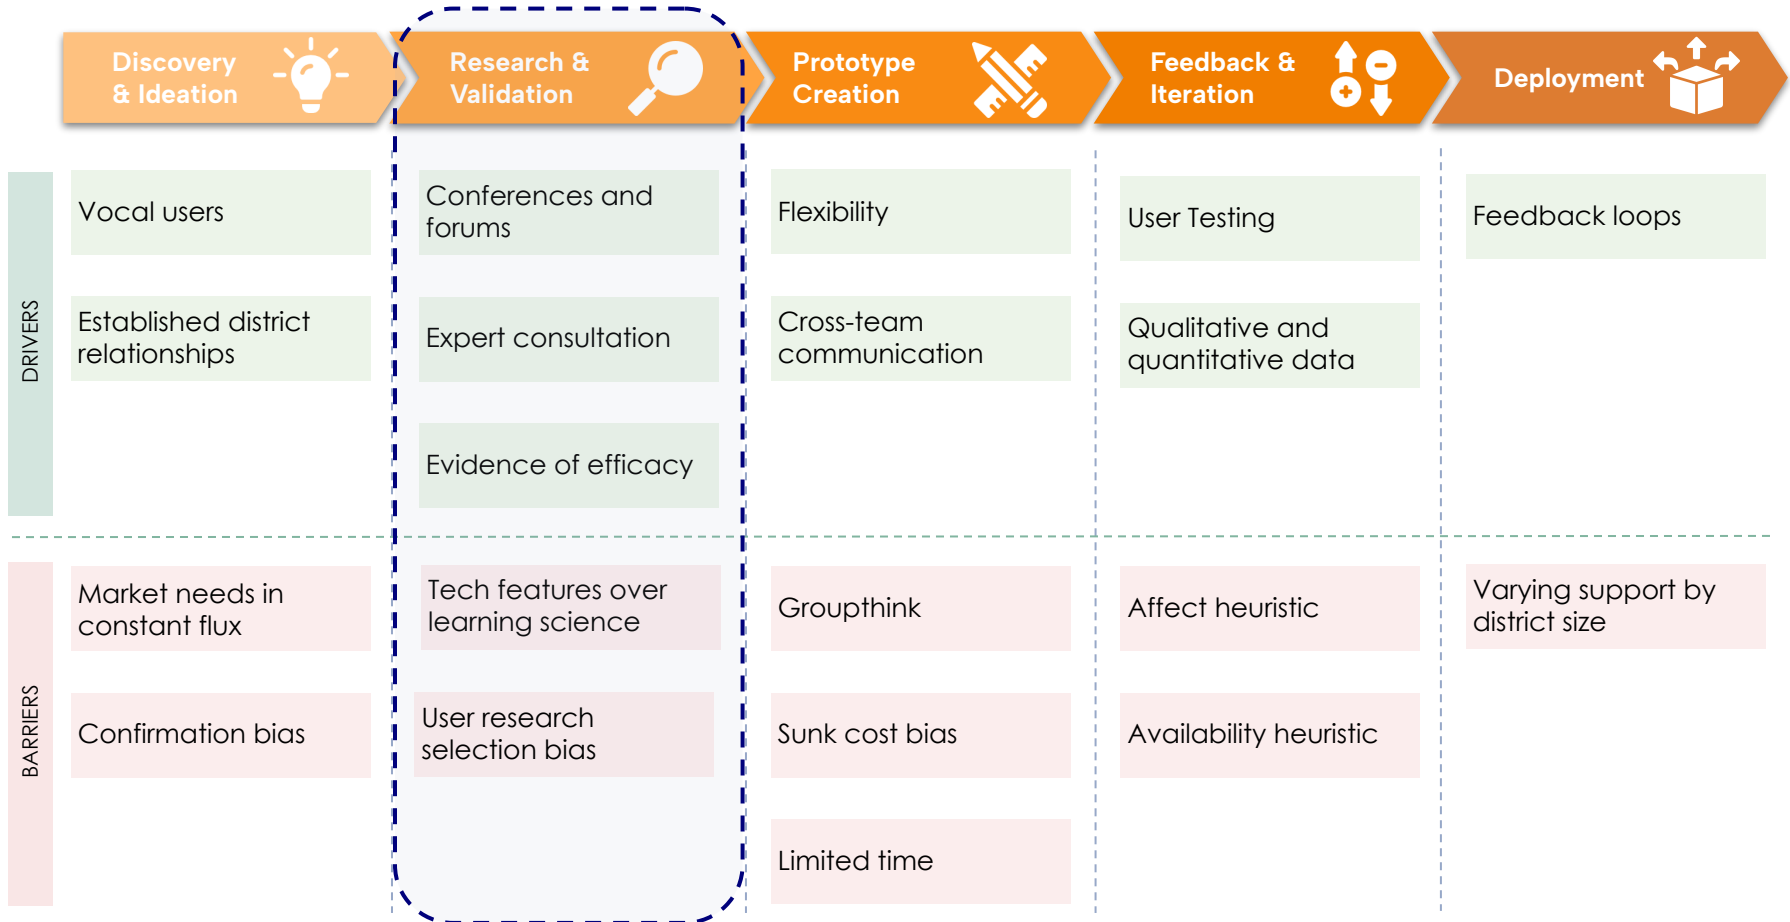 Discovery
& Ideation
Research &
Validation
Prototype
Creation
Feedback &
Iteration
Deployment
DRIVERS
Vocal users
Conferences and
forums
Flexibility
User Testing
Feedback loops
Established district
relationships
Expert consultation
Cross-team
communication
Qualitative and
quantitative data
Evidence of efficacy
BARRIERS
Market needs in
constant flux
Tech features over
learning science
Groupthink
Affect heuristic
Varying support by
district size
Confirmation bias
User research
selection bias
Sunk cost bias
Availability heuristic
Limited time